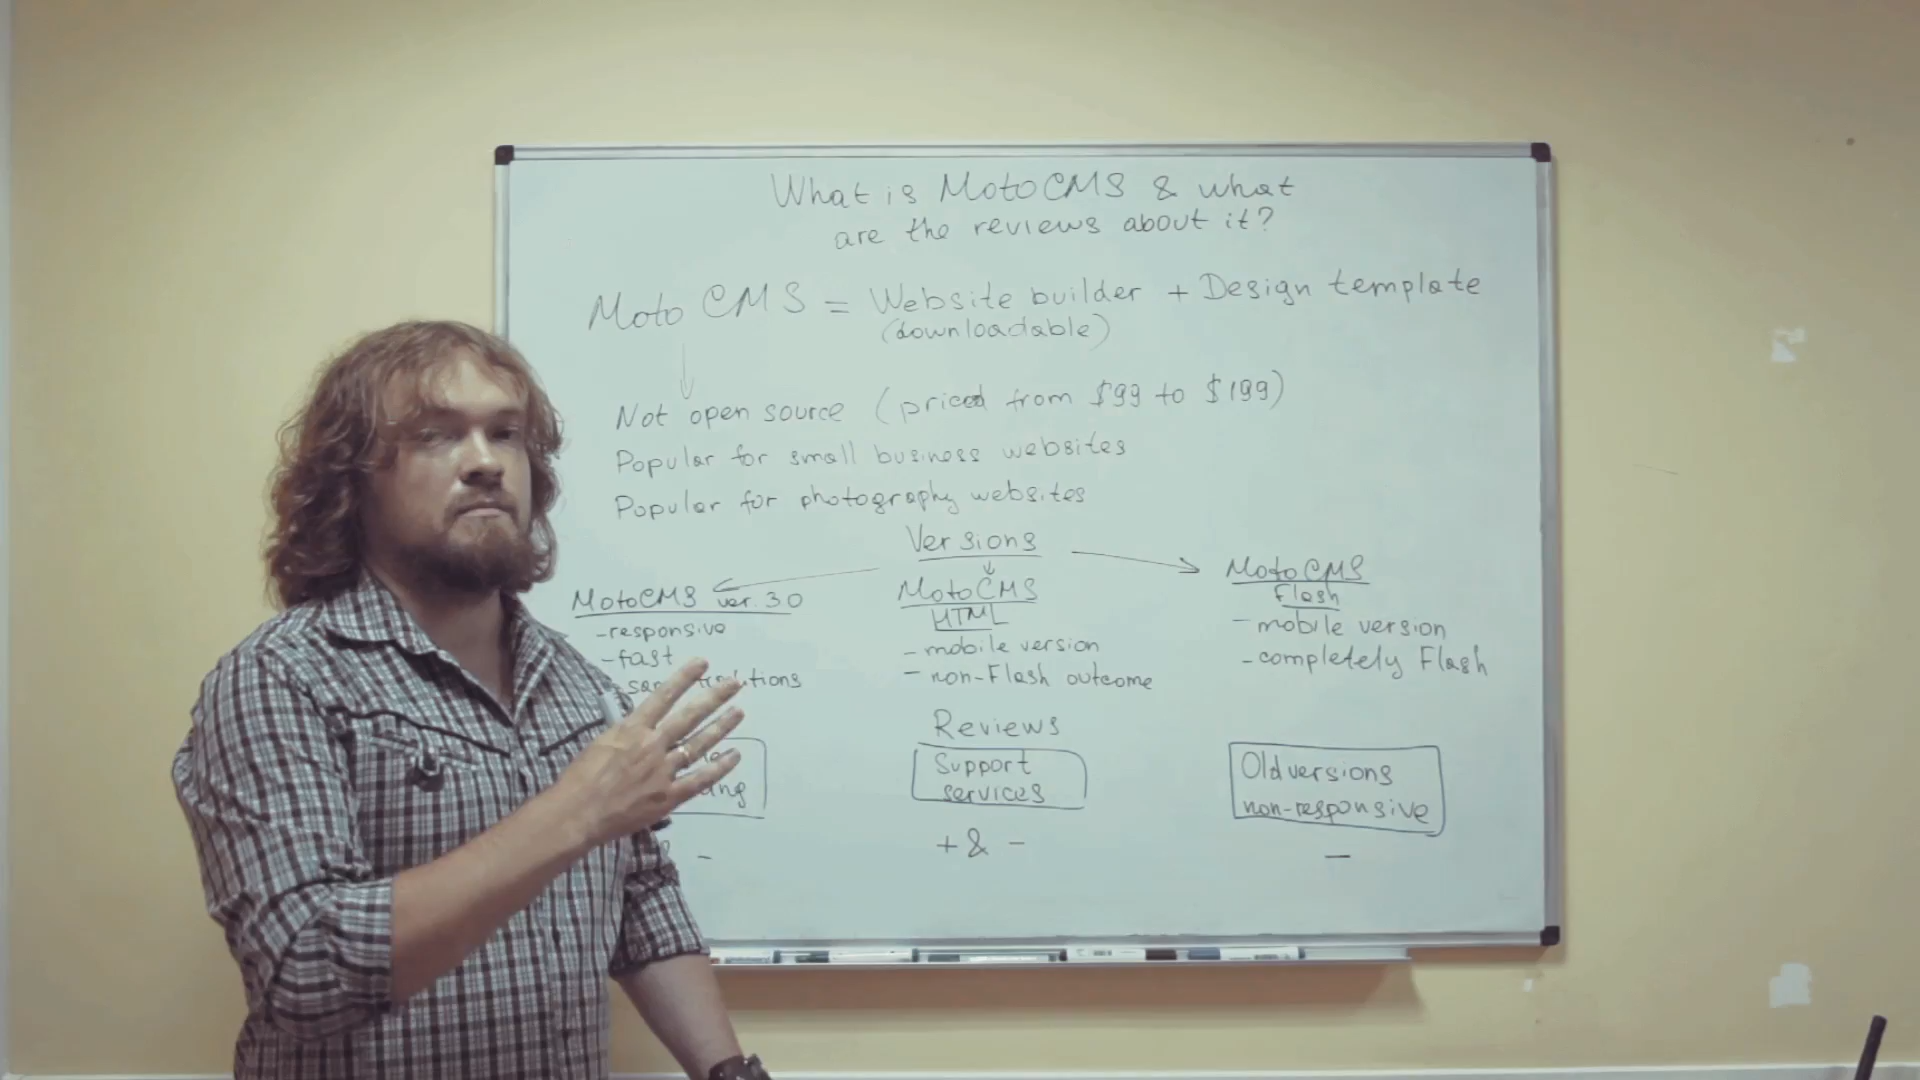 What is MotoCMS & what
are the reviews about it?
Moto CMS = Website builder + Design template
(downloadable)
Not open source (priced from $99 to $199)
Popular for small business websites
Popular for photography websites
Versions
MotoCMS ver. 3.0
-responsive
-fast
MotoCMS
HTML
-mobile version
-non-Flash outcome
MotoCMS
Flash
-mobile version
-completely Flash
Reviews
Support
services
+ & -
Old versions
non-responsive
-
-